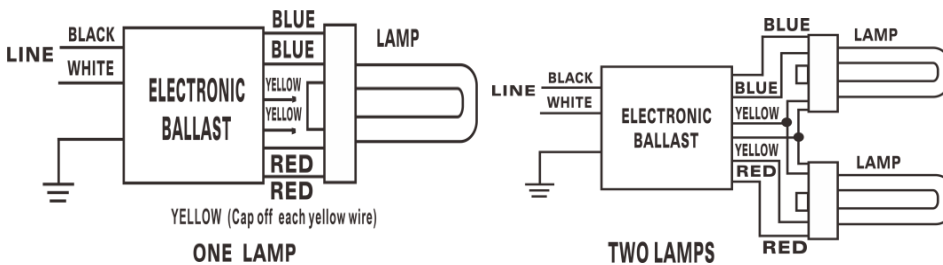 BLUE
BLACK
LINE
BLUE
LAMP
WHITE
YELLOW
ELECTRONIC
BALLAST
YELLOW
RED
RED
YELLOW (Cap off each yellow wire)
ONE LAMP
BLUE
LAMP
BLACK
LINE
BLUE
WHITE
ELECTRONIC
BALLAST
YELLOW
YELLOW
LAMP
RED
RED
TWO LAMPS